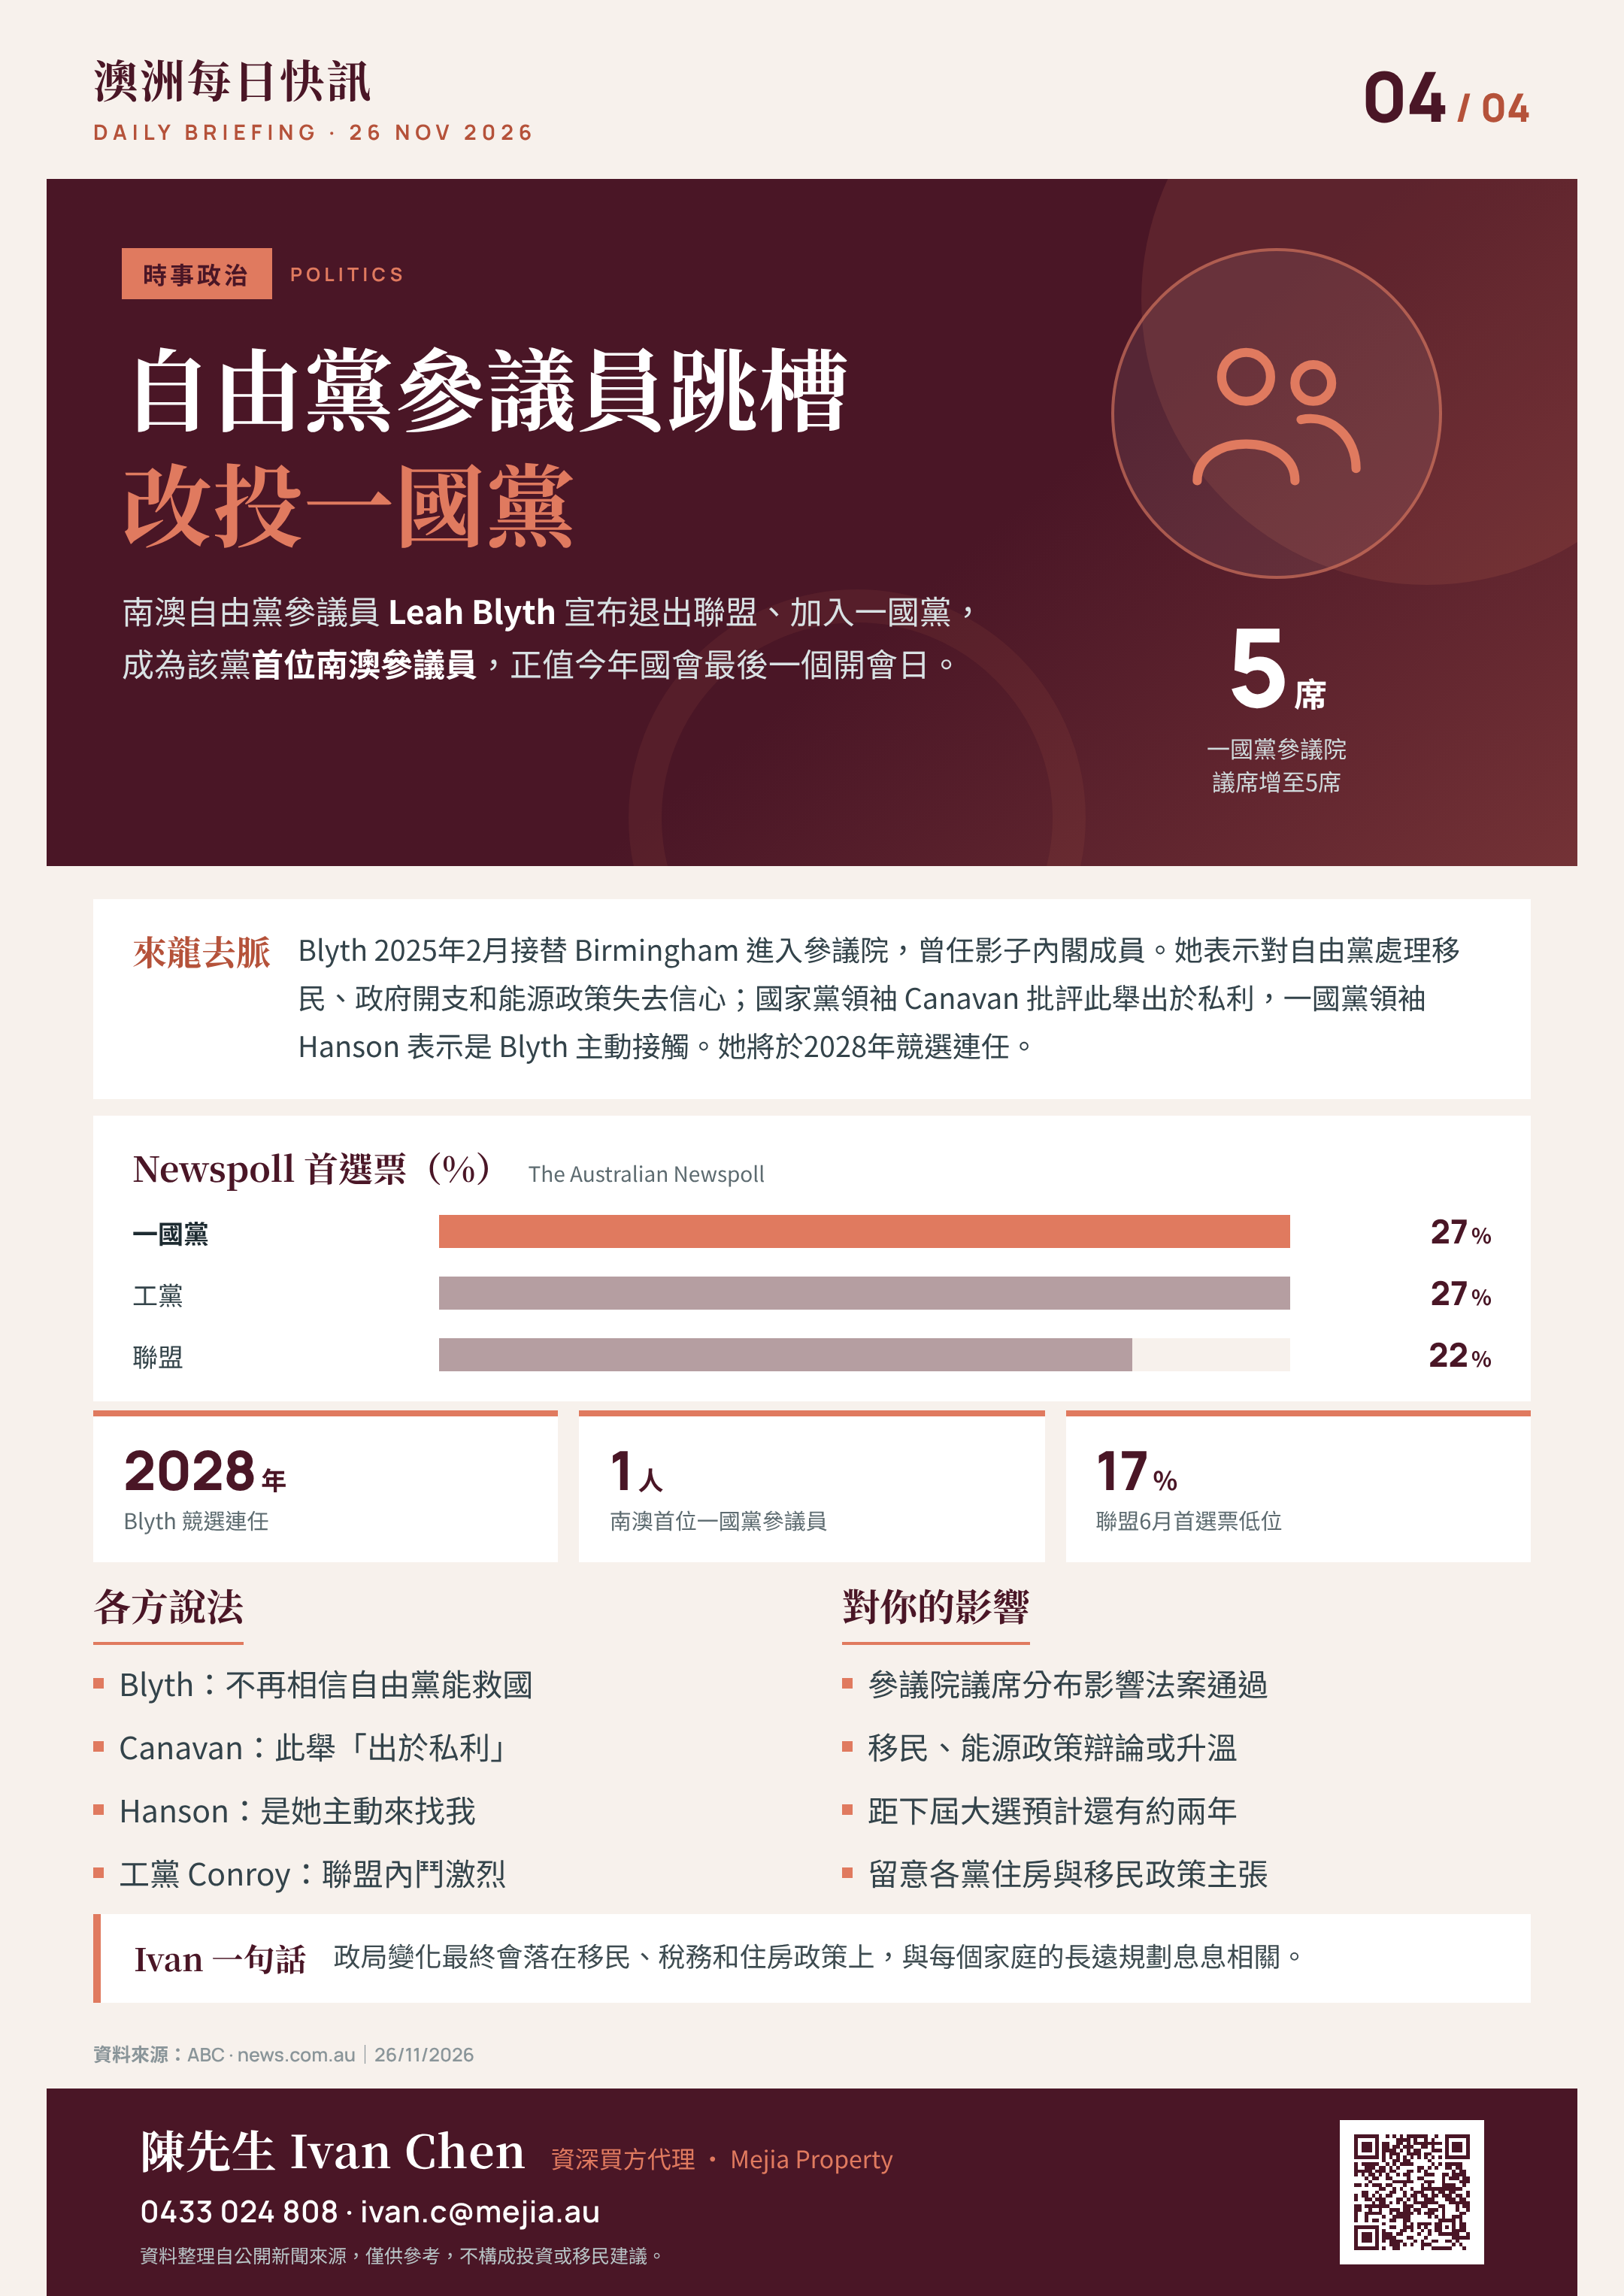 澳洲每日快訊
DAILY BRIEFING · 26 NOV 2026
04 / 04
時事政治 POLITICS
自由黨參議員跳槽
改投一國黨
南澳自由黨參議員 Leah Blyth 宣布退出聯盟、加入一國黨，
成為該黨首位南澳參議員，正值今年國會最後一個開會日。
5席
一國黨參議院
議席增至5席
來龍去脈
Blyth 2025年2月接替 Birmingham 進入參議院，曾任影子內閣成員。她表示對自由黨處理移
民、政府開支和能源政策失去信心；國家黨領袖 Canavan 批評此舉出於私利，一國黨領袖
Hanson 表示是 Blyth 主動接觸。她將於2028年競選連任。
Newspoll 首選票（%） The Australian Newspoll
一國黨 27%
工黨 27%
聯盟 22%
2028年
Blyth 競選連任
1人
南澳首位一國黨參議員
17%
聯盟6月首選票低位
各方說法
Blyth：不再相信自由黨能救國
Canavan：此舉「出於私利」
Hanson：是她主動來找我
工黨 Conroy：聯盟內鬥激烈
對你的影響
參議院議席分布影響法案通過
移民、能源政策辯論或升溫
距下屆大選預計還有約兩年
留意各黨住房與移民政策主張
Ivan 一句話 政局變化最終會落在移民、稅務和住房政策上，與每個家庭的長遠規劃息息相關。
資料來源：ABC · news.com.au｜26/11/2026
陳先生 Ivan Chen 資深買方代理 · Mejia Property
0433 024 808 · ivan.c@mejia.au
資料整理自公開新聞來源，僅供參考，不構成投資或移民建議。